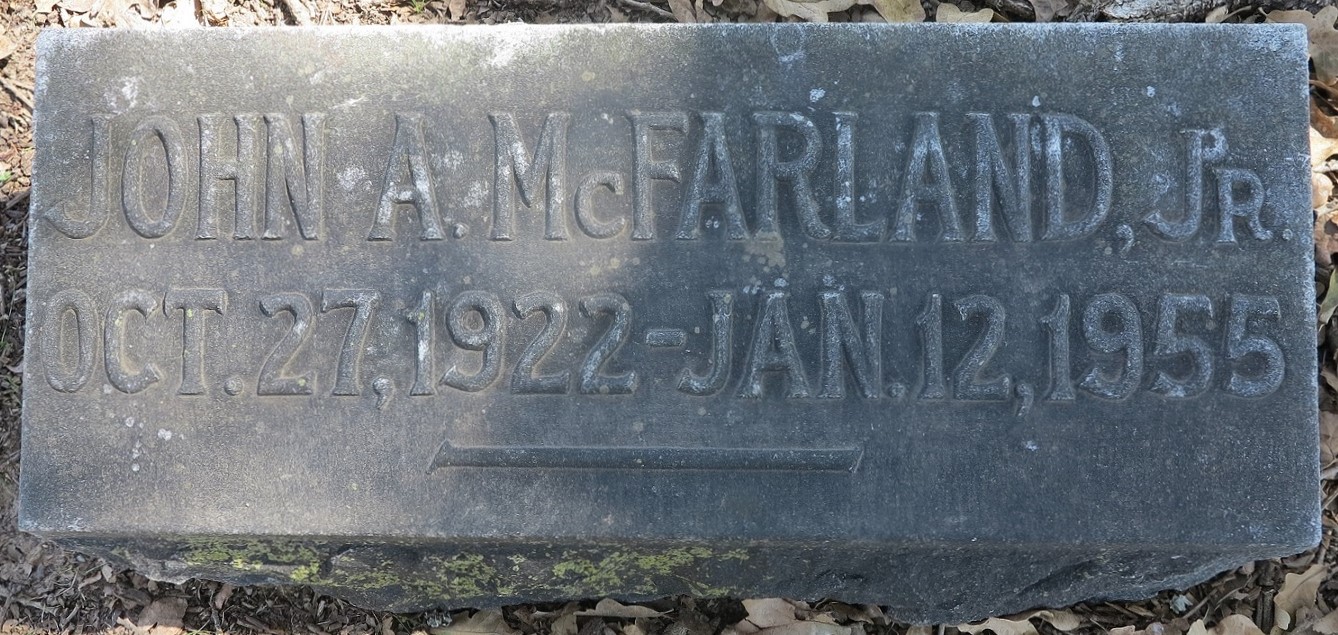 JOHN A. McFARLAND, JR.
OCT. 27, 1922 - JAN. 12, 1955